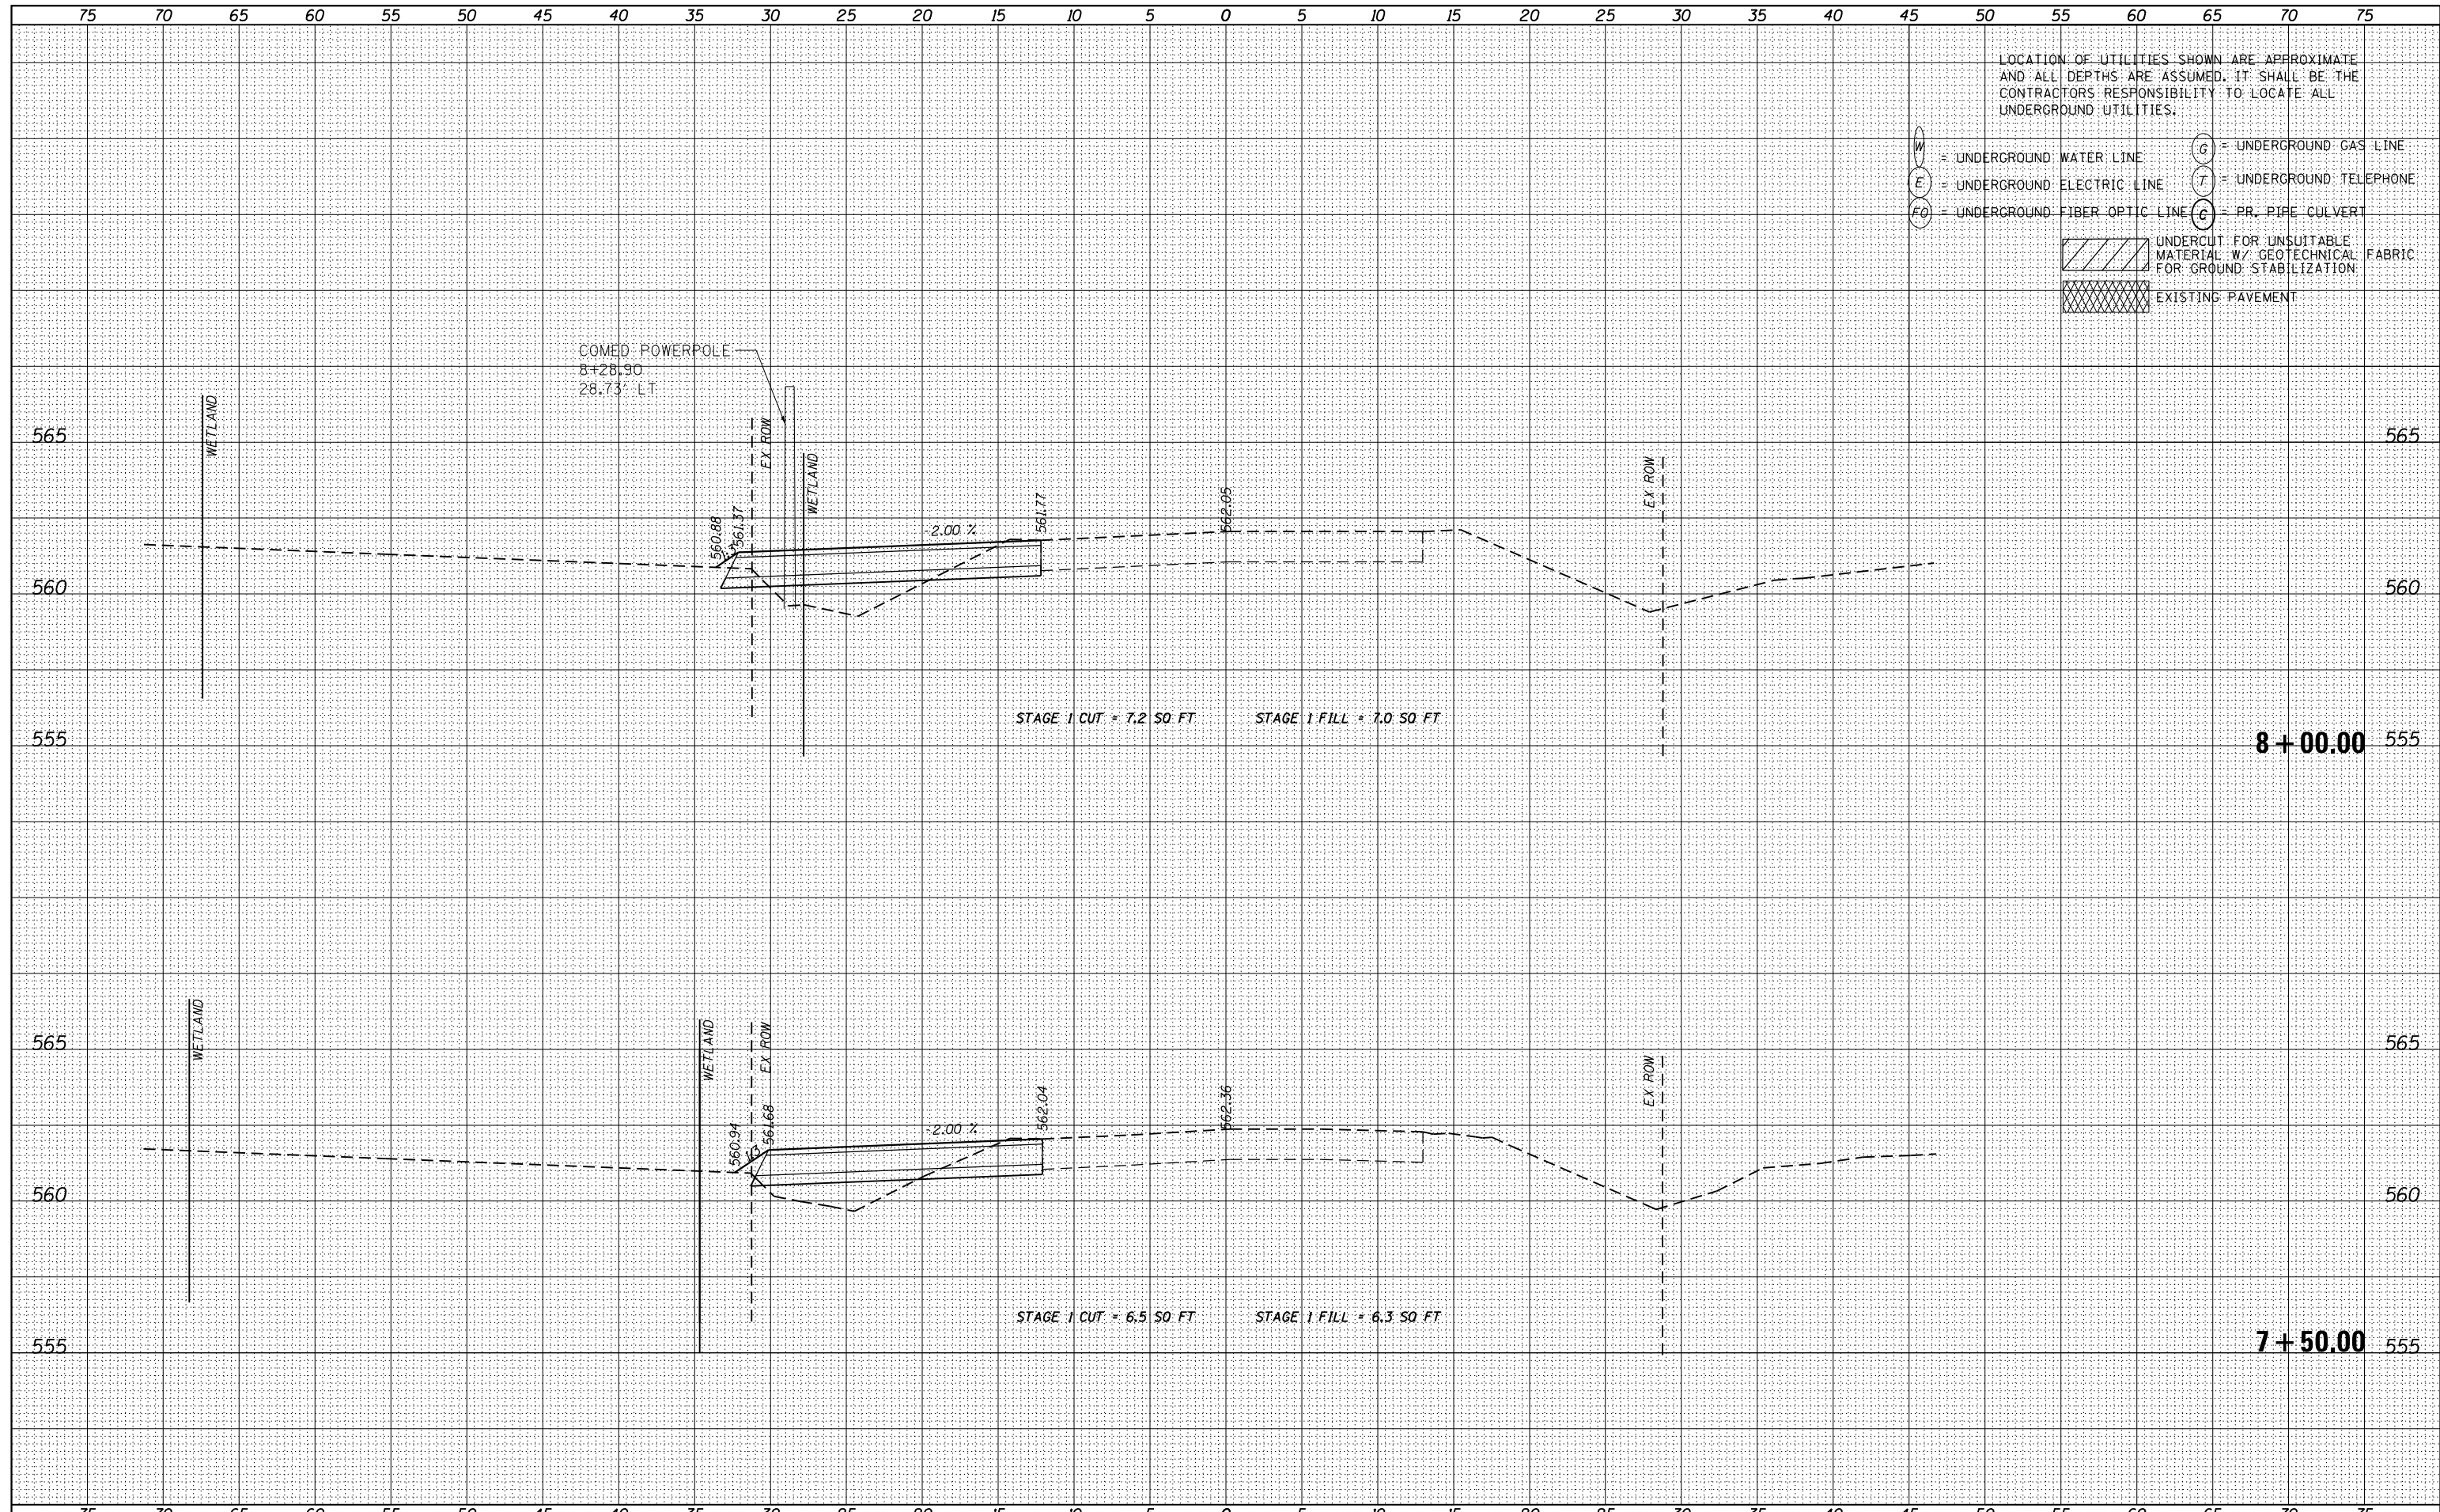 75 70 65 60 55 50 45 40 35 30 25 20 15 10 5 0 5 10 15 20 25 30 35 40 45 50 55 60 65 70 75
LOCATION OF UTILITIES SHOWN ARE APPROXIMATE
AND ALL DEPTHS ARE ASSUMED. IT SHALL BE THE
CONTRACTORS RESPONSIBILITY TO LOCATE ALL
UNDERGROUND UTILITIES.
W = UNDERGROUND WATER LINE
G = UNDERGROUND GAS LINE
E = UNDERGROUND ELECTRIC LINE
T = UNDERGROUND TELEPHONE
FO = UNDERGROUND FIBER OPTIC LINE
C = PR. PIPE CULVERT
UNDERCUT FOR UNSUITABLE
MATERIAL W/ GEOTECHNICAL FABRIC
FOR GROUND STABILIZATION
EXISTING PAVEMENT
COMED POWERPOLE
8+28.90
28.73' LT
WETLAND
EX ROW
WETLAND
EX ROW
565
565
560.88
561.37
-2.00 %
561.77
562.05
560
560
STAGE 1 CUT = 7.2 SQ FT
STAGE 1 FILL = 7.0 SQ FT
8+00.00
555
555
WETLAND
WETLAND
EX ROW
EX ROW
565
565
560.94
561.68
-2.00 %
562.04
562.36
560
560
STAGE 1 CUT = 6.5 SQ FT
STAGE 1 FILL = 6.3 SQ FT
7+50.00
555
555
75 70 65 60 55 50 45 40 35 30 25 20 15 10 5 0 5 10 15 20 25 30 35 40 45 50 55 60 65 70 75